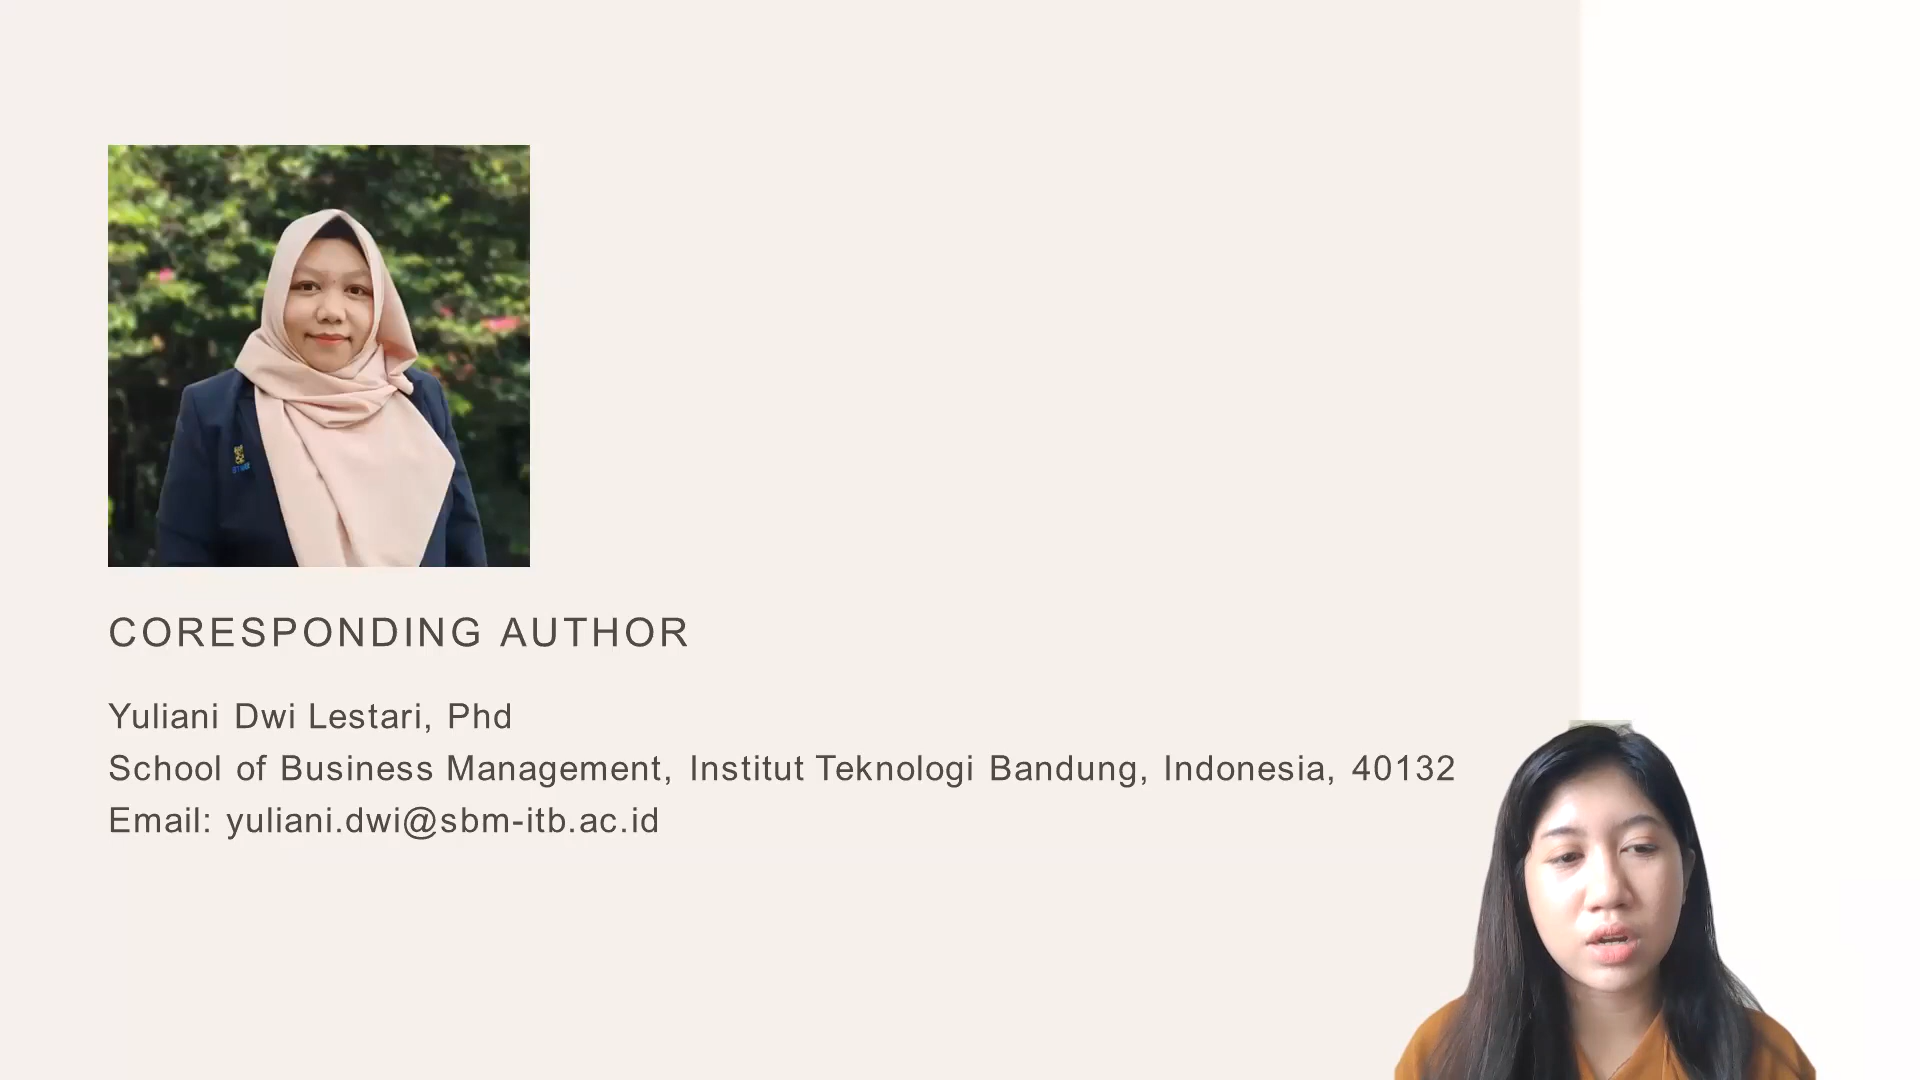 CORESPONDING AUTHOR
Yuliani Dwi Lestari, Phd
School of Business Management, Institut Teknologi Bandung, Indonesia, 40132
Email: yuliani.dwi@sbm-itb.ac.id